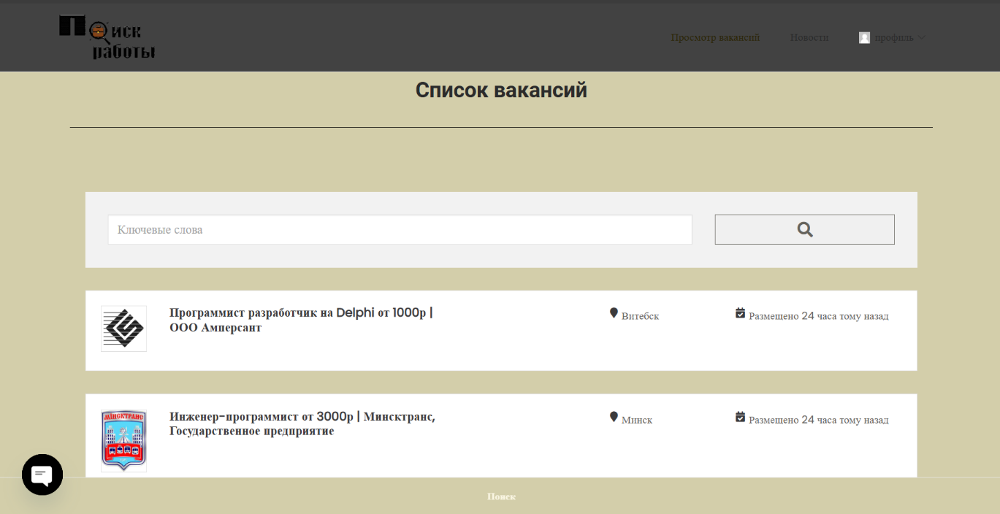 Поиск
работы
Просмотр вакансий
Новости
профиль
Список вакансий
Ключевые слова
Программист разработчик на Delphi от 1000р |
ООО Амперсант
Витебск
Размещено 24 часа тому назад
МIНСКТРАНС
Инженер-программист от 3000р | Минсктранс,
Государственное предприятие
Минск
Размещено 24 часа тому назад
Поиск